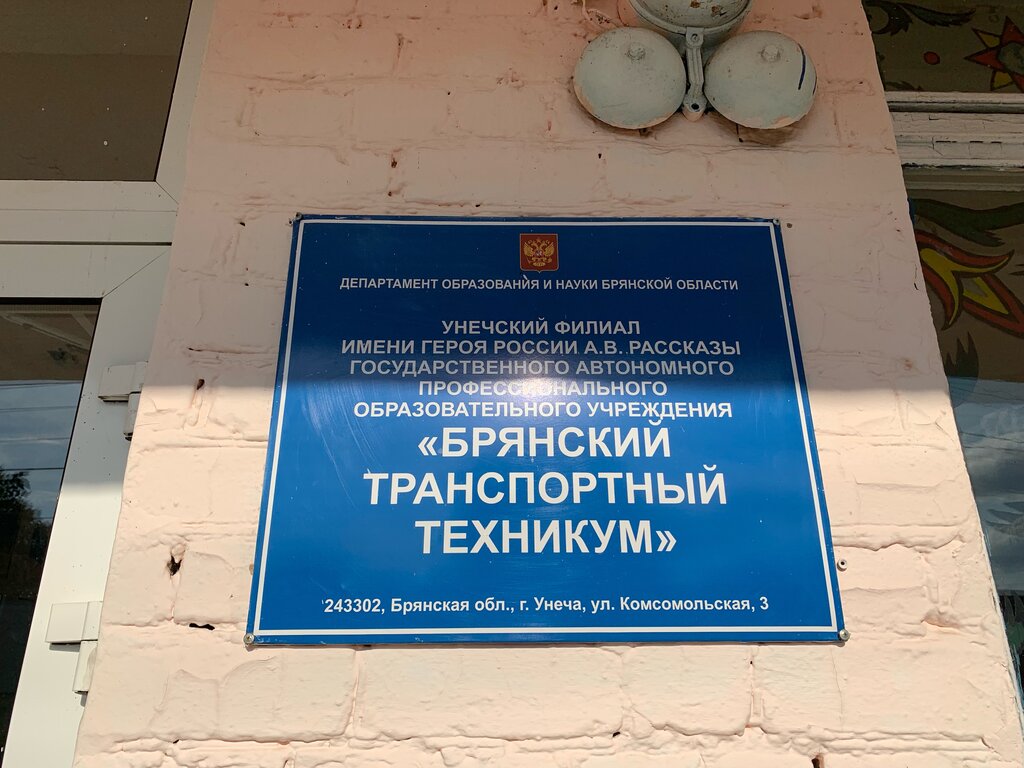 ДЕПАРТАМЕНТ ОБРАЗОВАНИЯ И НАУКИ БРЯНСКОЙ ОБЛАСТИ
УНЕЧСКИЙ ФИЛИАЛ
ИМЕНИ ГЕРОЯ РОССИИ А.В. РАССКАЗЫ
ГОСУДАРСТВЕННОГО АВТОНОМНОГО
ПРОФЕССИОНАЛЬНОГО
ОБРАЗОВАТЕЛЬНОГО УЧРЕЖДЕНИЯ
«БРЯНСКИЙ
ТРАНСПОРТНЫЙ
ТЕХНИКУМ»
243302, Брянская обл., г. Унеча, ул. Комсомольская, 3